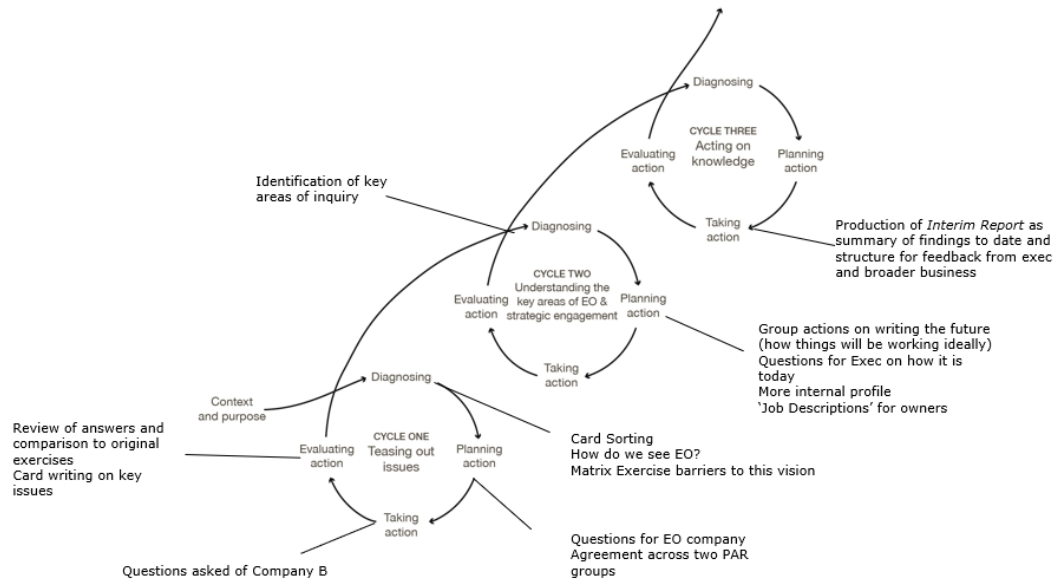 Diagnosing
CYCLE THREE
Acting on
knowledge
Evaluating
action
Planning
action
Taking
action
Production of Interim Report as
summary of findings to date and
structure for feedback from exec
and broader business
Identification of key
areas of inquiry
Diagnosing
CYCLE TWO
Understanding the
key areas of EO &
strategic engagement
Evaluating
action
Planning
action
Taking
action
Group actions on writing the future
(how things will be working ideally)
Questions for Exec on how it is
today
More internal profile
‘Job Descriptions’ for owners
Context
and purpose
Diagnosing
CYCLE ONE
Teasing out
issues
Evaluating
action
Planning
action
Taking
action
Review of answers and
comparison to original
exercises
Card writing on key
issues
Card Sorting
How do we see EO?
Matrix Exercise barriers to this vision
Questions for EO company
Agreement across two PAR
groups
Questions asked of Company B